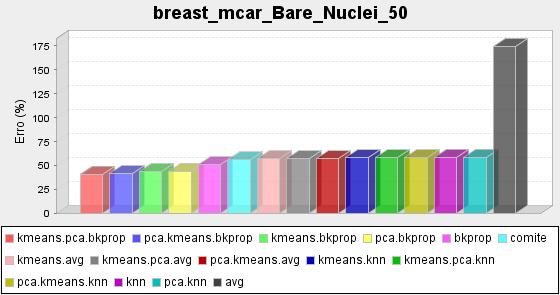 breast_mcar_Bare_Nuclei_50
Erro (%)
175
150
125
100
75
50
25
0
kmeans.pca.bkprop pca.kmeans.bkprop kmeans.bkprop pca.bkprop bkprop comite
kmeans.avg kmeans.pca.avg pca.kmeans.avg kmeans.knn kmeans.pca.knn
pca.kmeans.knn knn pca.knn avg